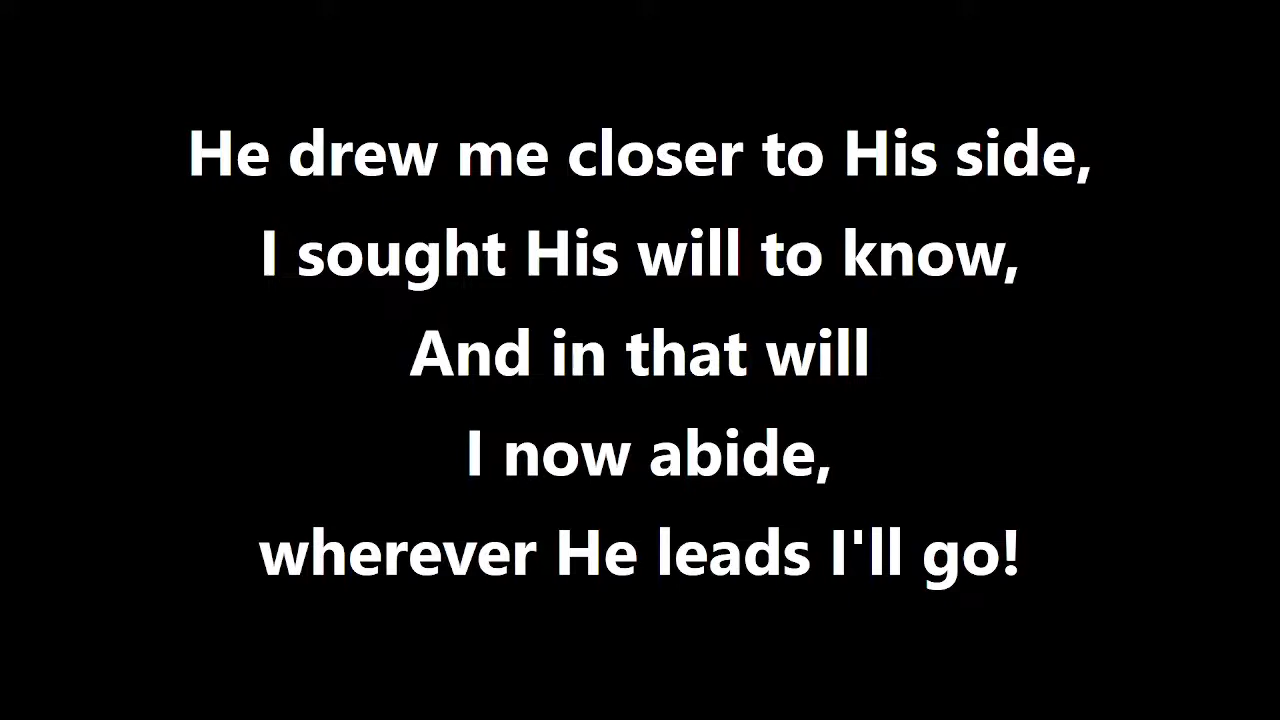 He drew me closer to His side,
I sought His will to know,
And in that will
I now abide,
wherever He leads I'll go!